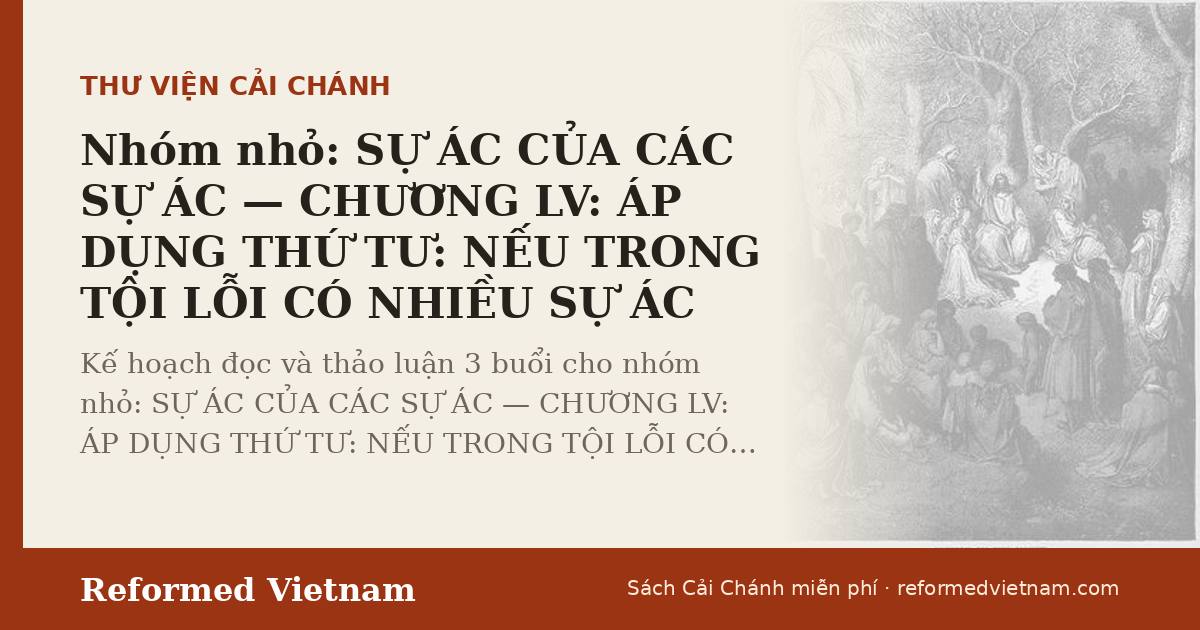 THƯ VIỆN CẢI CHÁNH
Nhóm nhỏ: SỰ ÁC CỦA CÁC
SỰ ÁC — CHƯƠNG LV: ÁP
DỤNG THỨ TƯ: NẾU TRONG
TỘI LỖI CÓ NHIỀU SỰ ÁC
Kế hoạch đọc và thảo luận 3 buổi cho nhóm
nhỏ: SỰ ÁC CỦA CÁC SỰ ÁC — CHƯƠNG LV:
ÁP DỤNG THỨ TƯ: NẾU TRONG TỘI LỖI CÓ...
Reformed Vietnam
Sách Cải Chánh miễn phí · reformedvietnam.com